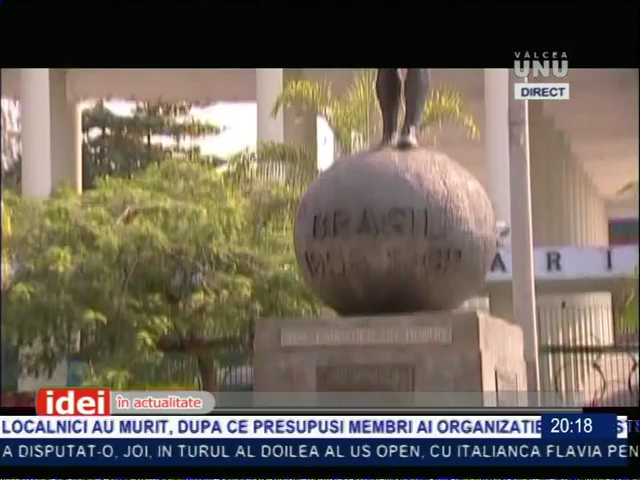 VÂLCEA
UNU
DIRECT
BRASIL
A R I
idei în actualitate
LOCALNICI AU MURIT, DUPA CE PRESUPUSI MEMBRI AI ORGANIZATIE
20:18
A DISPUTAT-O, JOI, IN TURUL AL DOILEA AL US OPEN, CU ITALIANCA FLAVIA PEN